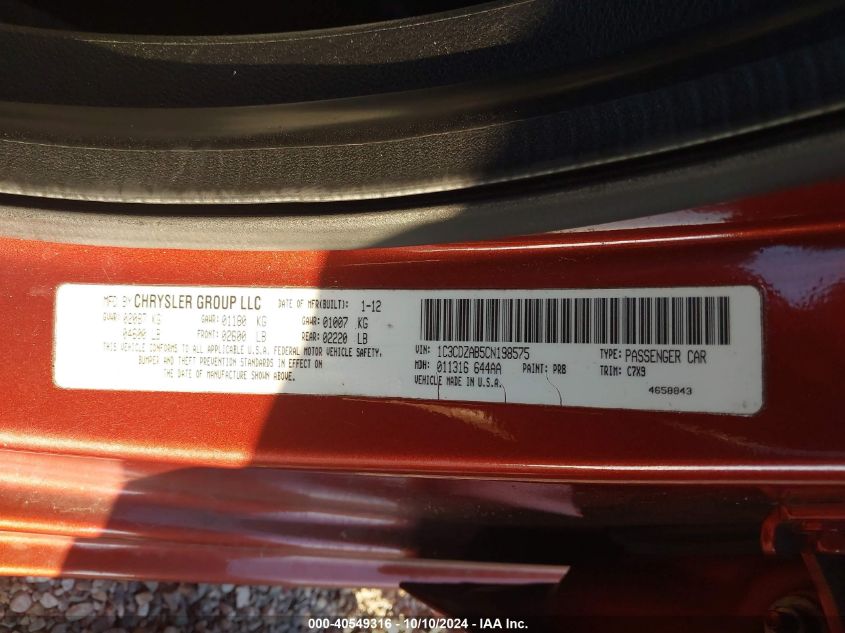 MFD. BY CHRYSLER GROUP LLC DATE OF MFR(BUILT): 1-12
GVWR: 02087 KG GAWR: 01180 KG GAWR: 01007 KG
04600 LB FRONT: 02600 LB REAR: 02220 LB
THIS VEHICLE CONFORMS TO ALL APPLICABLE U.S.A. FEDERAL MOTOR VEHICLE SAFETY,
BUMPER AND THEFT PREVENTION STANDARDS IN EFFECT ON
THE DATE OF MANUFACTURE SHOWN ABOVE.
VIN: 1C3CDZAB5CN198575 TYPE: PASSENGER CAR
MDH: 011316 644AA PAINT: PR8 TRIM: C7X9
VEHICLE MADE IN U.S.A.
4658843
000-40549316 - 10/10/2024 - IAA Inc.